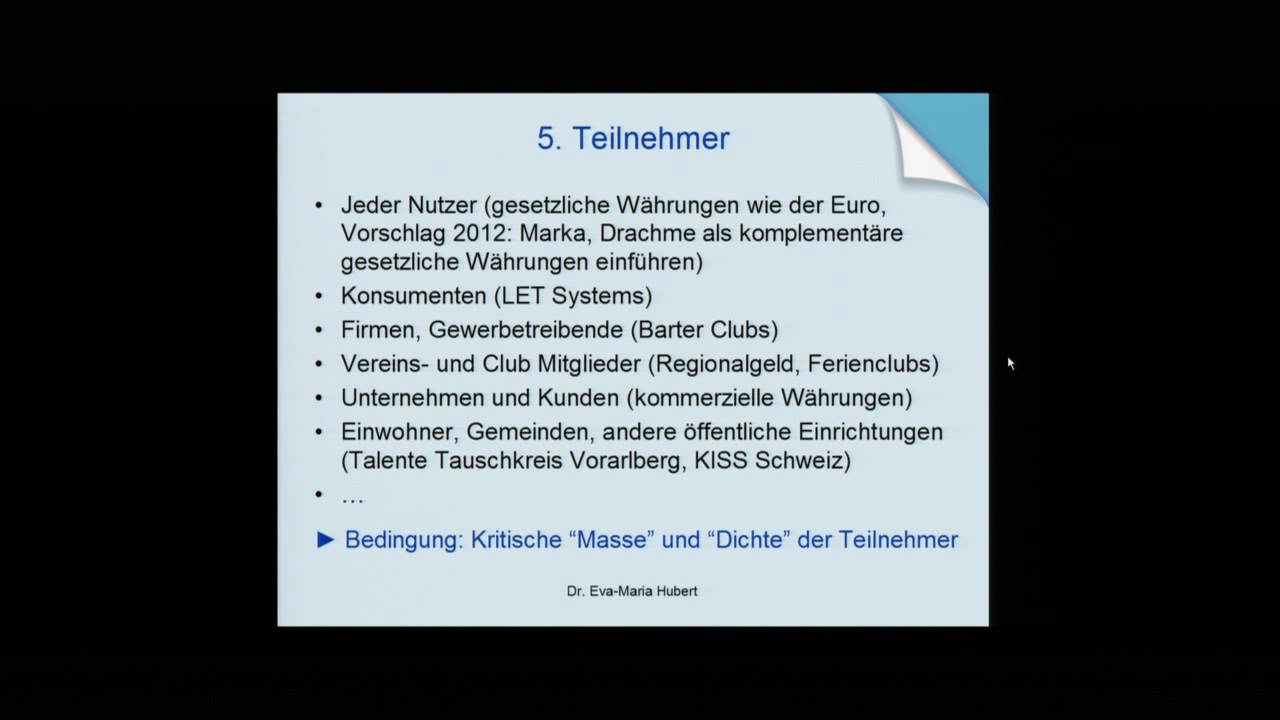 5. Teilnehmer
• Jeder Nutzer (gesetzliche Währungen wie der Euro,
Vorschlag 2012: Marka, Drachme als komplementäre
gesetzliche Währungen einführen)
• Konsumenten (LET Systems)
• Firmen, Gewerbetreibende (Barter Clubs)
• Vereins- und Club Mitglieder (Regionalgeld, Ferienclubs)
• Unternehmen und Kunden (kommerzielle Währungen)
• Einwohner, Gemeinden, andere öffentliche Einrichtungen
(Talente Tauschkreis Vorarlberg, KISS Schweiz)
• …
► Bedingung: Kritische “Masse” und “Dichte” der Teilnehmer
Dr. Eva-Maria Hubert